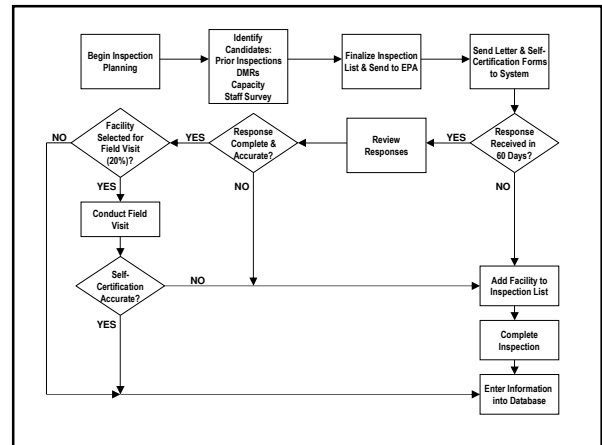 Begin Inspection
Planning
Identify
Candidates:
Prior Inspections
DMRs
Capacity
Staff Survey
Finalize Inspection
List & Send to EPA
Send Letter & Self-
Certification Forms
to System
Response
Received in
60 Days?
YES
NO
Review
Responses
Response
Complete &
Accurate?
YES
NO
Facility
Selected for
Field Visit
(20%)?
NO
YES
Conduct Field
Visit
Self-
Certification
Accurate?
NO
YES
Add Facility to
Inspection List
Complete
Inspection
Enter Information
into Database